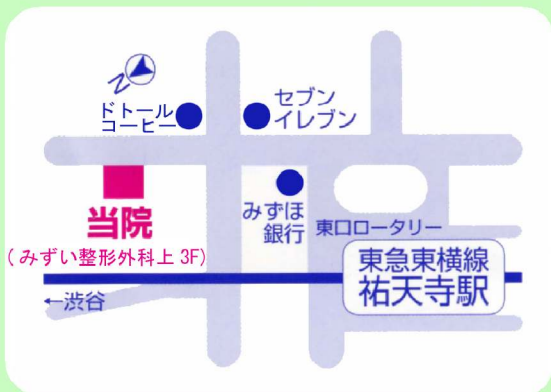 N
ドトール
コーヒー
セブン
イレブン
当院
(みずい整形外科上 3F)
みずほ
銀行
東口ロータリー
東急東横線
祐天寺駅
←渋谷